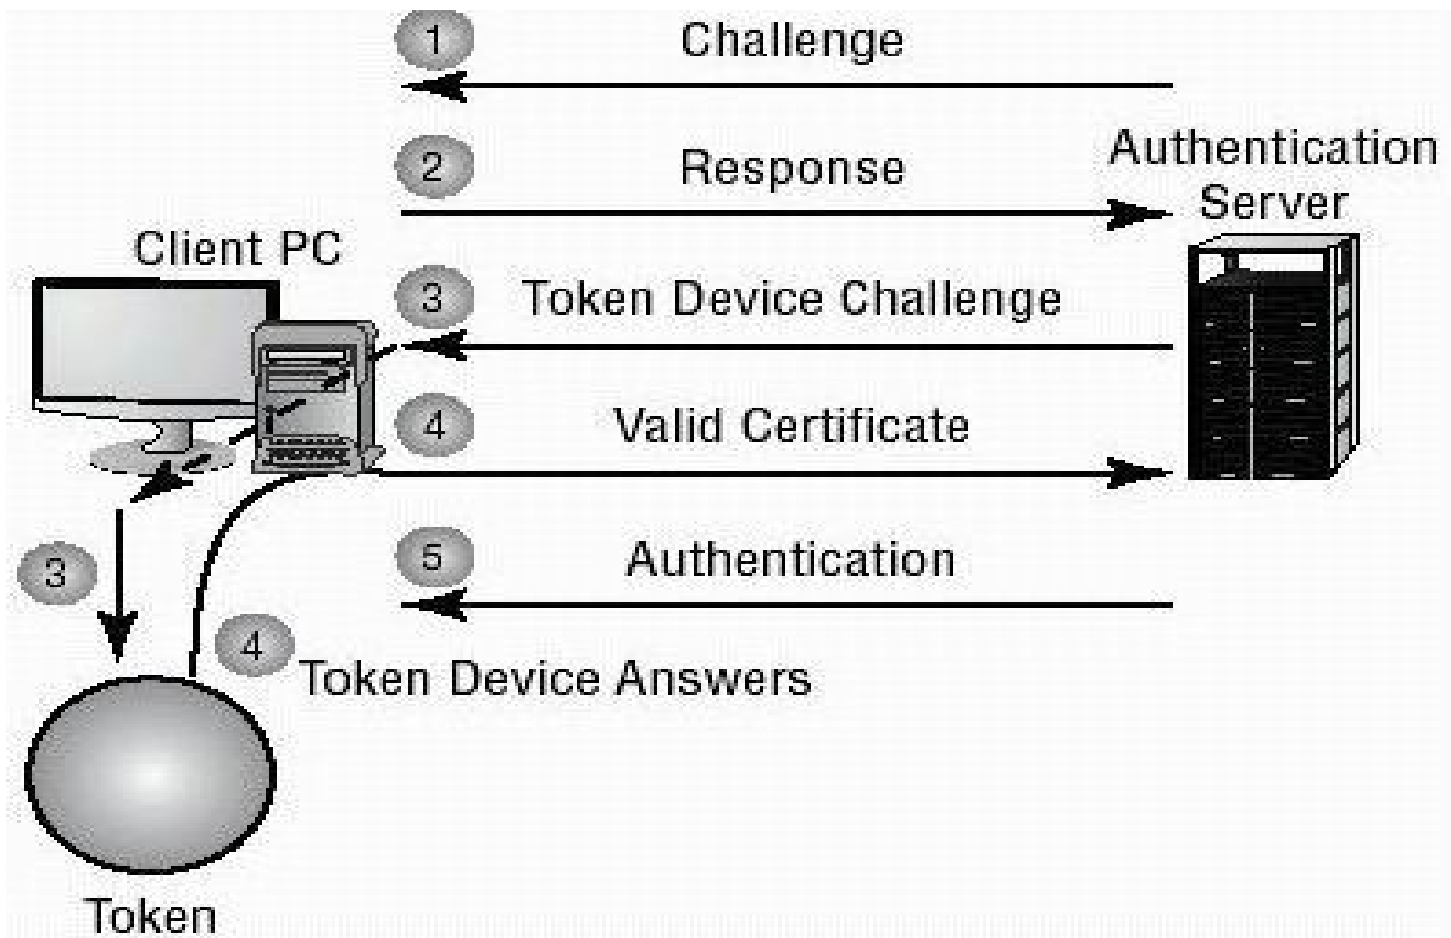 1
Challenge
2
Response
Authentication
Server
Client PC
3
Token Device Challenge
4
Valid Certificate
5
Authentication
3
4
Token Device Answers
Token